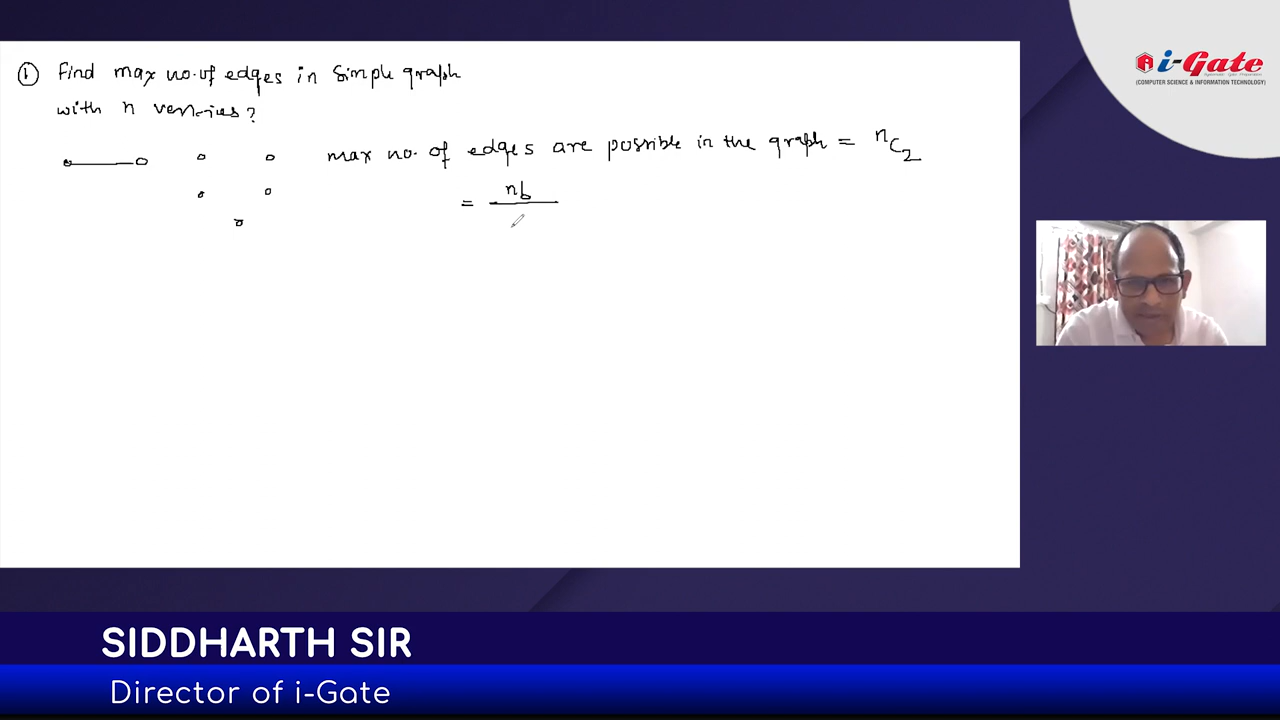 ① Find max no. of edges in simple graph
with n vertices?
max no. of edges are possible in the graph = ⁿC₂
= n
i-Gate
(COMPUTER SCIENCE & INFORMATION TECHNOLOGY)
SIDDHARTH SIR
Director of i-Gate